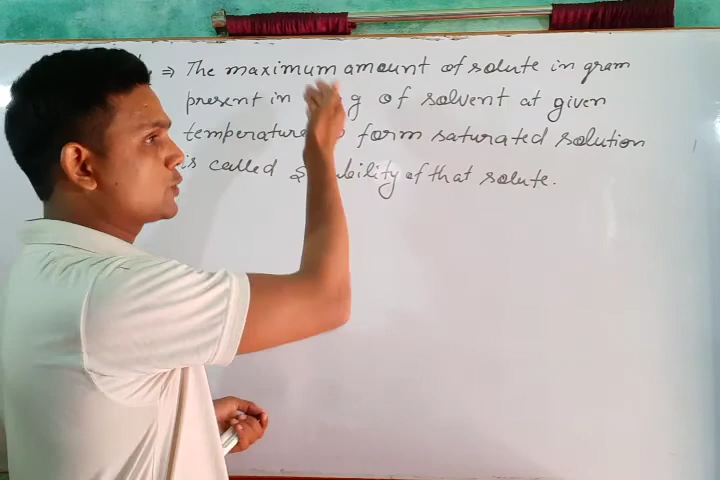 ⇒ The maximum amount of solute in gram
present in g of solvent at given
temperature form saturated solution
is called bility of that solute.